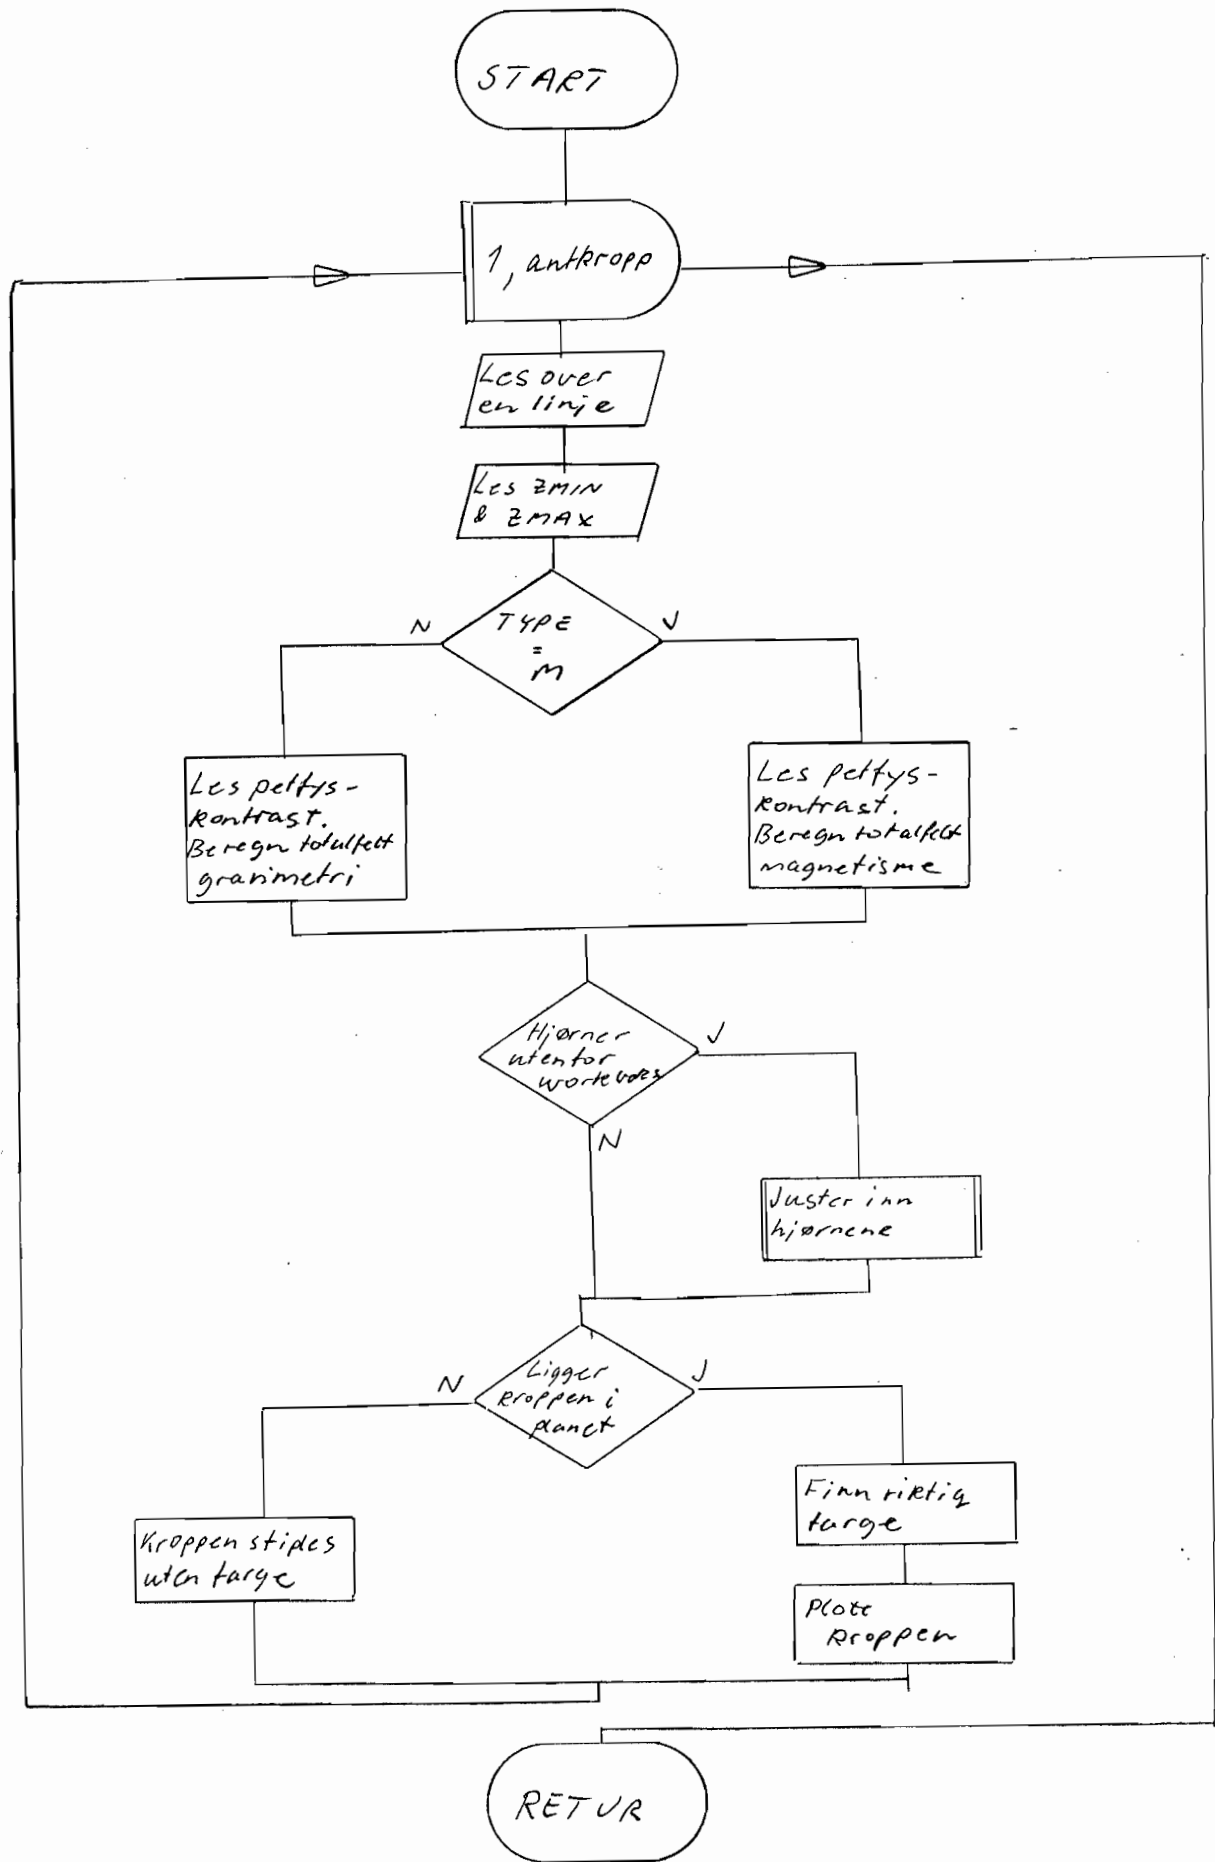 START
1, antkropp
Les over
en linje
Les ZMIN
& ZMAX
N
TYPE
=
M
J
Les petfys-
kontrast.
Beregn totalfelt
gravimetri
Les petfys-
kontrast.
Beregn totalfelt
magnetisme
Hjørner
utenfor
J
N
Juster inn
hjørnene
N
Ligger
kroppen i
planet
J
Finn riktig
farge
Kroppen stiples
uten farge
Plote
kroppen
RETUR